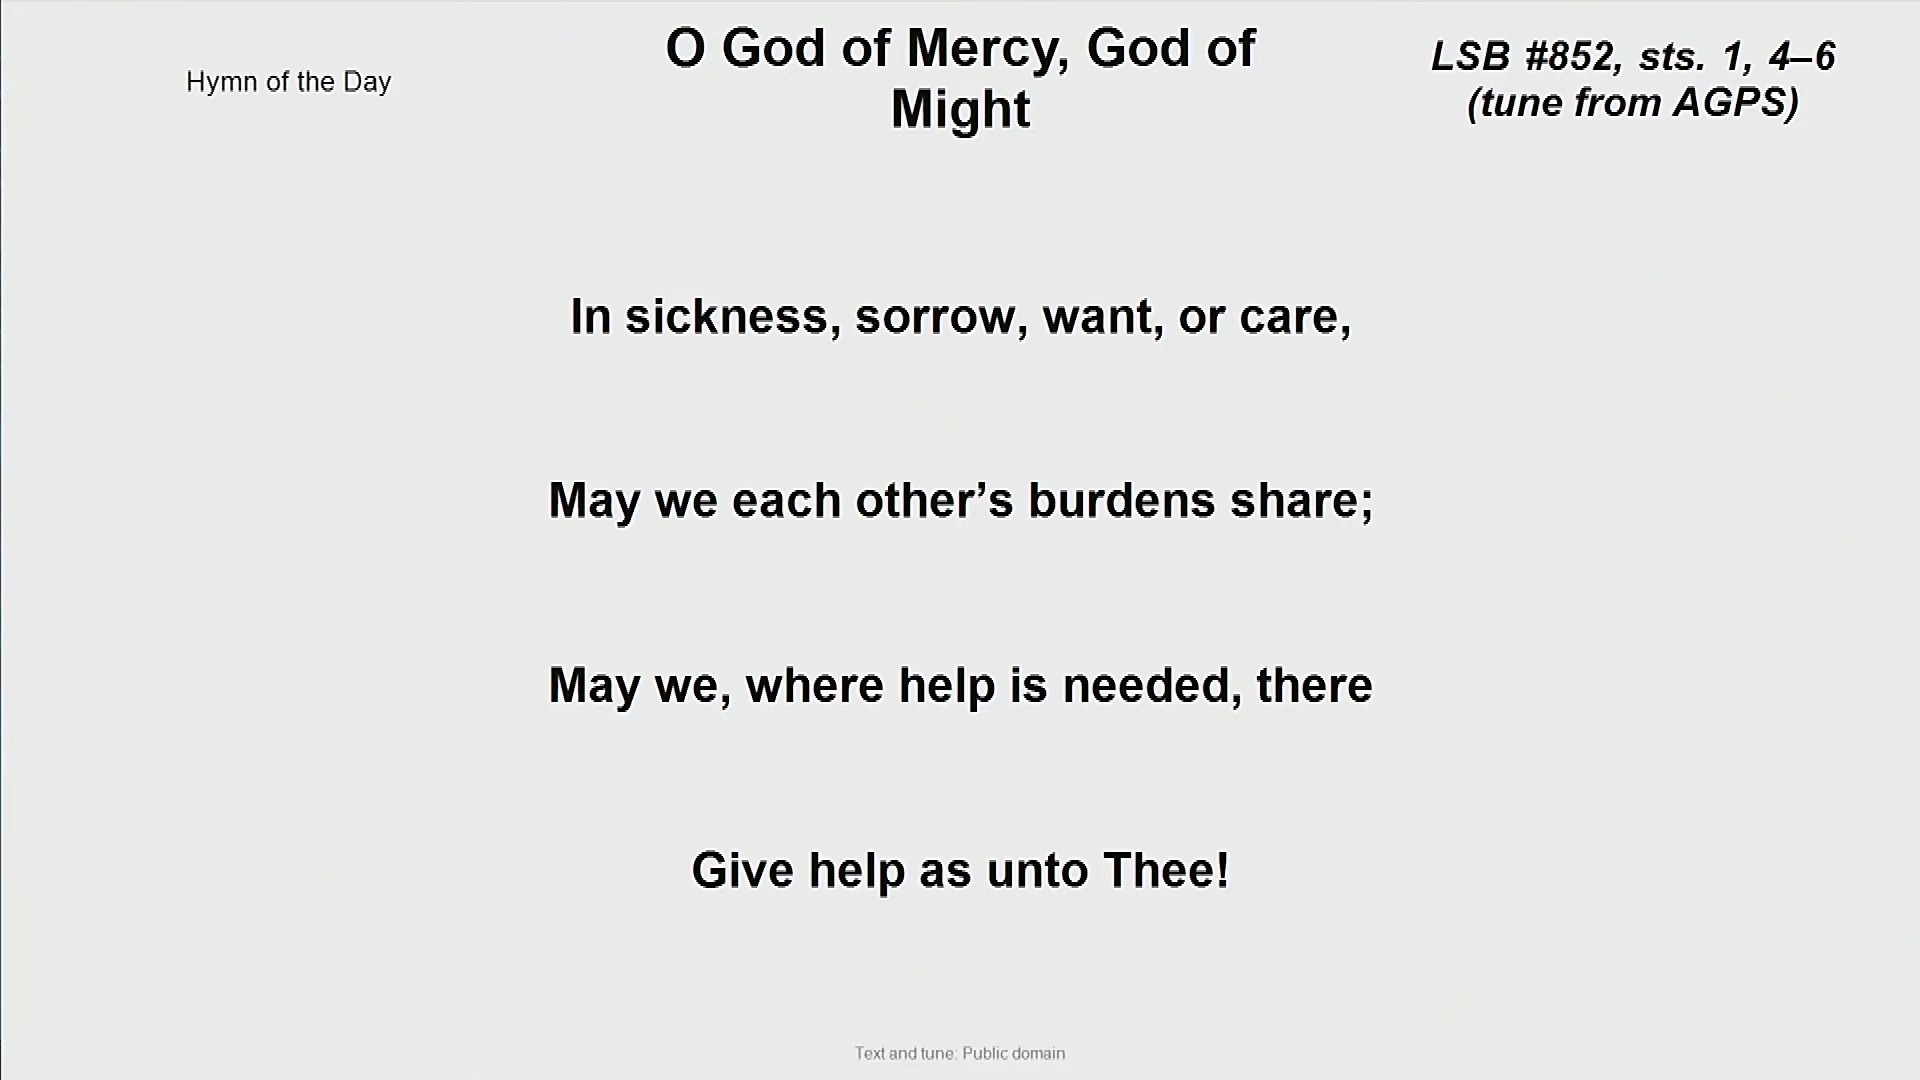 Hymn of the Day
O God of Mercy, God of
Might
LSB #852, sts. 1, 4–6
(tune from AGPS)
In sickness, sorrow, want, or care,
May we each other’s burdens share;
May we, where help is needed, there
Give help as unto Thee!
Text and tune: Public domain